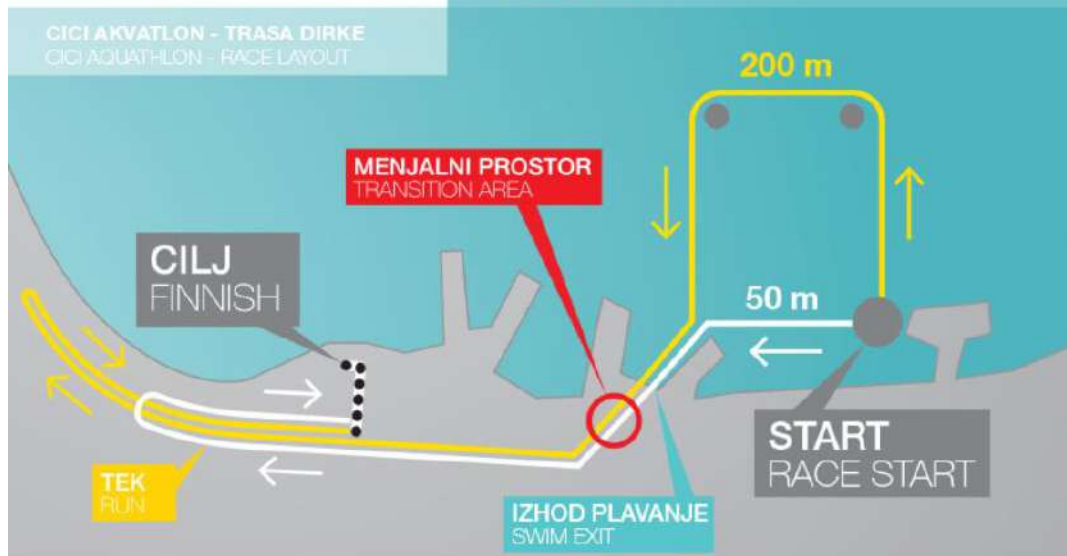 CICI AKVATLON - TRASA DIRKE
CICI AQUATHLON - RACE LAYOUT
200 m
MENJALNI PROSTOR
TRANSITION AREA
CILJ
FINNISH
50 m
START
RACE START
TEK
RUN
IZHOD PLAVANJE
SWIM EXIT